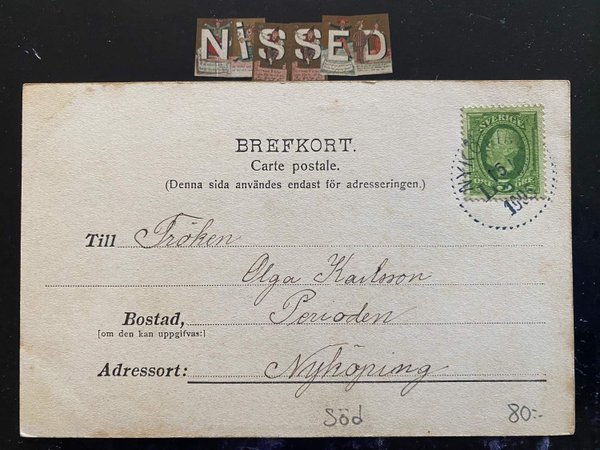 NiSSED
BREFKORT.
Carte postale.
(Denna sida användes endast för adresseringen.)
SVERIGE
Till Fröken
Olga Karlsson
Bostad, Perioden
[om den kan uppgifvas:]
Adressort: Nyköping
Söd 80:-